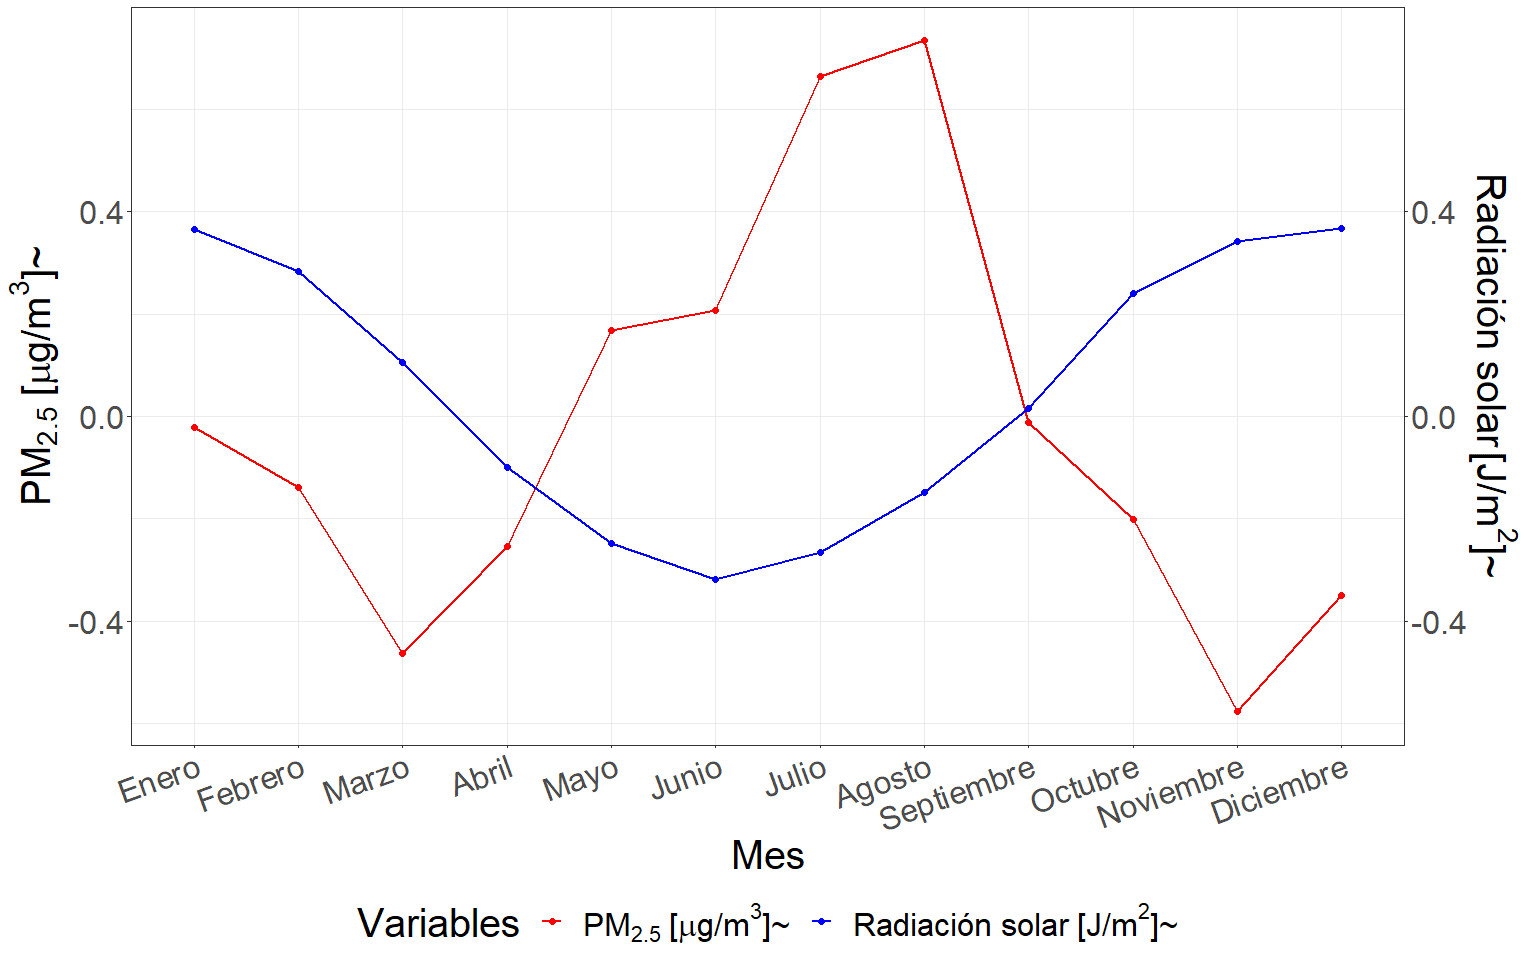 PM2.5 [μg/m3]~
0.4
0.0
-0.4
0.4
0.0
-0.4
Radiación solar [J/m2]~
Enero
Febrero
Marzo
Abril
Mayo
Junio
Julio
Agosto
Septiembre
Octubre
Noviembre
Diciembre
Mes
Variables PM2.5 [μg/m3]~ Radiación solar [J/m2]~